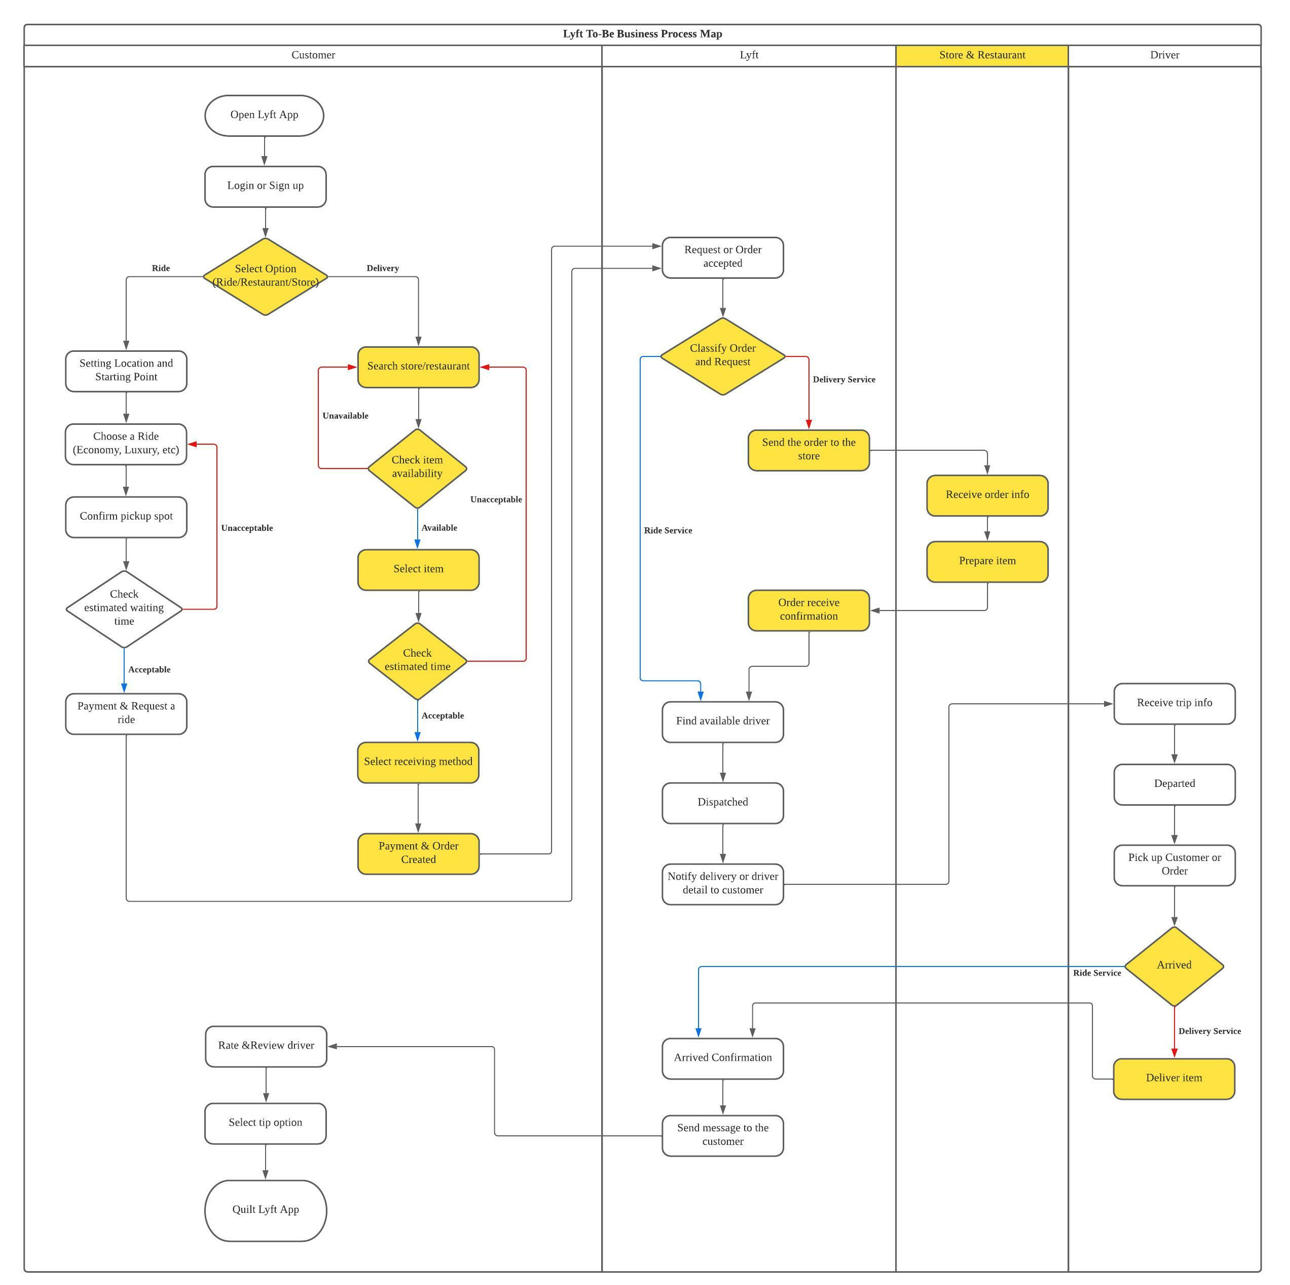 Lyft To-Be Business Process Map
Customer
Lyft
Store & Restaurant
Driver
Open Lyft App
Login or Sign up
Select Option
(Ride/Restaurant/Store)
Ride
Delivery
Setting Location and
Starting Point
Choose a Ride
(Economy, Luxury, etc)
Confirm pickup spot
Unacceptable
Check
estimated waiting
time
Acceptable
Payment & Request a
ride
Search store/restaurant
Unavailable
Check item
availability
Unacceptable
Available
Select item
Check
estimated time
Acceptable
Select receiving method
Payment & Order
Created
Request or Order
accepted
Classify Order
and Request
Delivery Service
Send the order to the
store
Ride Service
Receive order info
Prepare item
Order receive
confirmation
Find available driver
Dispatched
Notify delivery or driver
detail to customer
Receive trip info
Departed
Pick up Customer or
Order
Arrived
Ride Service
Delivery Service
Deliver item
Arrived Confirmation
Send message to the
customer
Rate &Review driver
Select tip option
Quilt Lyft App